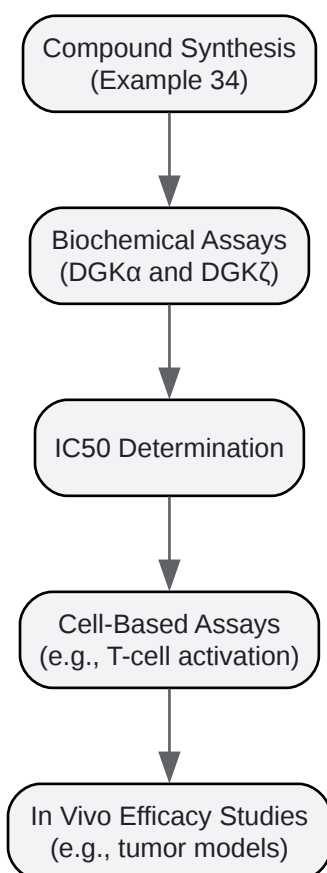 Compound Synthesis
(Example 34)
Biochemical Assays
(DGKα and DGKζ)
IC50 Determination
Cell-Based Assays
(e.g., T-cell activation)
In Vivo Efficacy Studies
(e.g., tumor models)